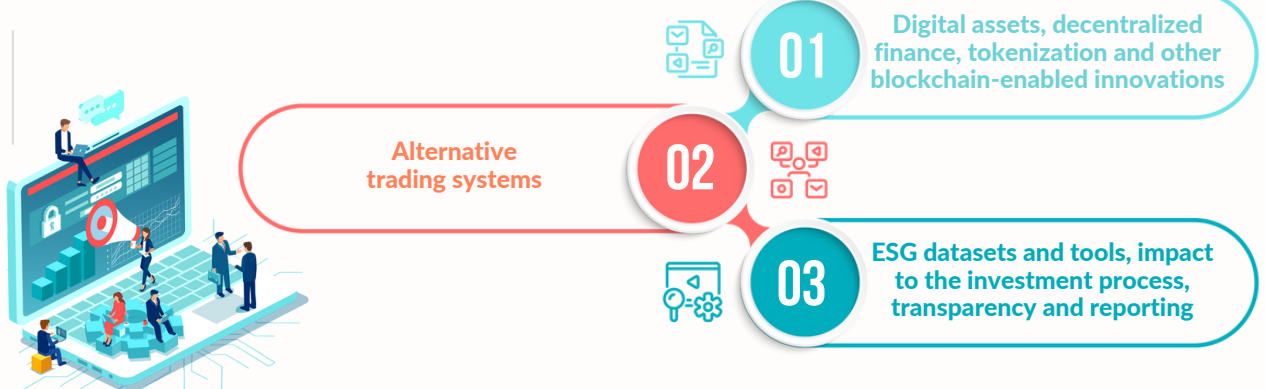 01
Digital assets, decentralized
finance, tokenization and other
blockchain-enabled innovations
Alternative
trading systems
02
03
ESG datasets and tools, impact
to the investment process,
transparency and reporting